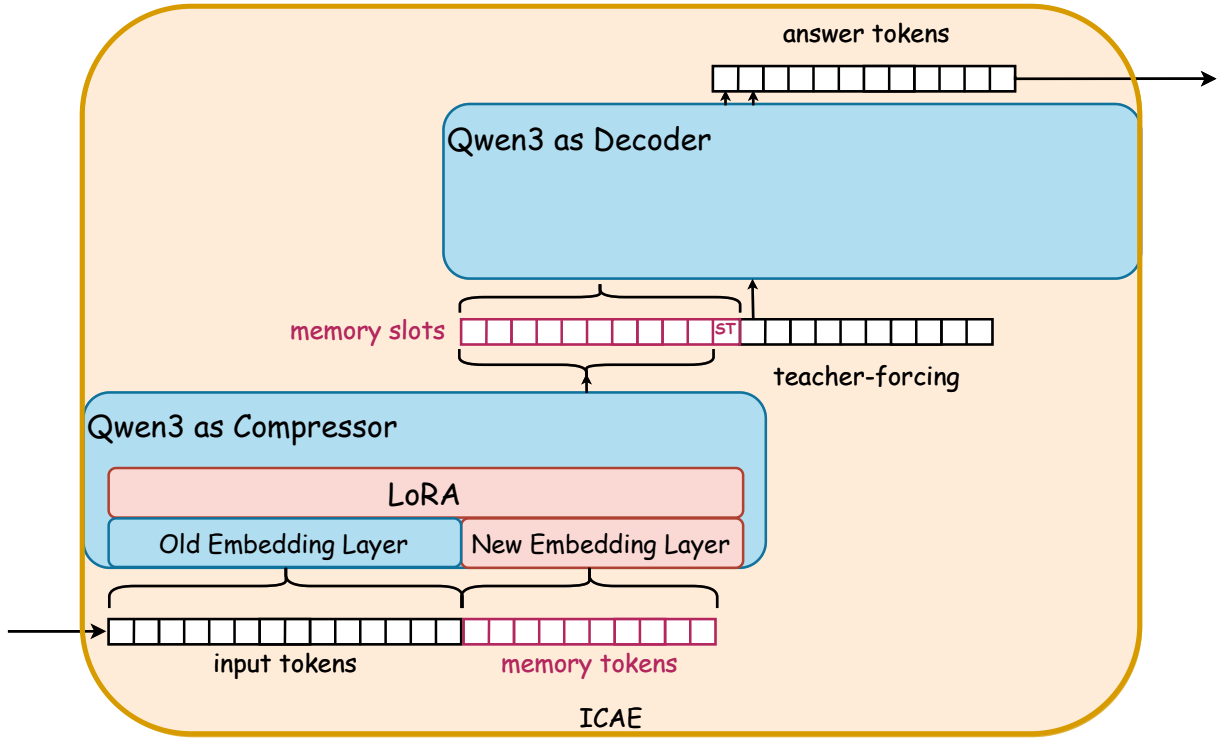 answer tokens
Qwen3 as Decoder
memory slots
ST
teacher-forcing
Qwen3 as Compressor
LoRA
Old Embedding Layer
New Embedding Layer
input tokens
memory tokens
ICAE